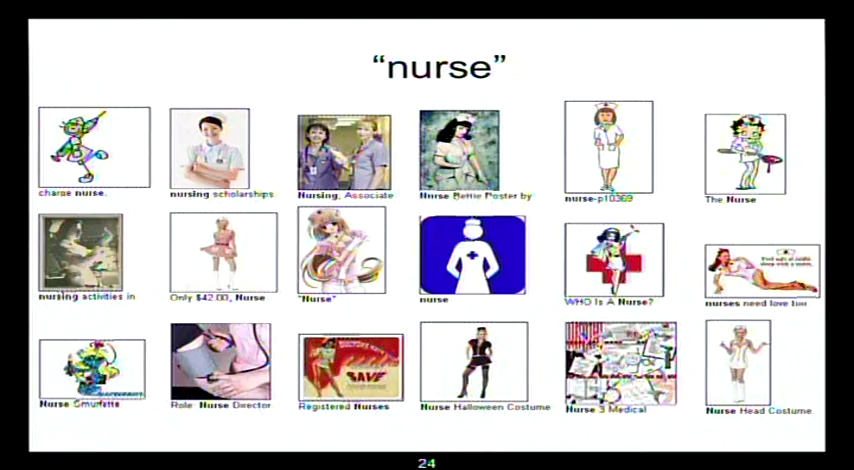 “nurse”
charge nurse.
nursing scholarships.
Nursing, Associate
Nurse Bettie Poster by
nurse-p10369
The Nurse
nursing activities in
Only $42.00, Nurse
"Nurse"
nurse
WHO Is A Nurse?
nurses need love too
Nurse Smurfette
Role Nurse Director
SAVE
Registered Nurses
Nurse Halloween Costume
Nurse 3 Medical
Nurse Head Costume.
24